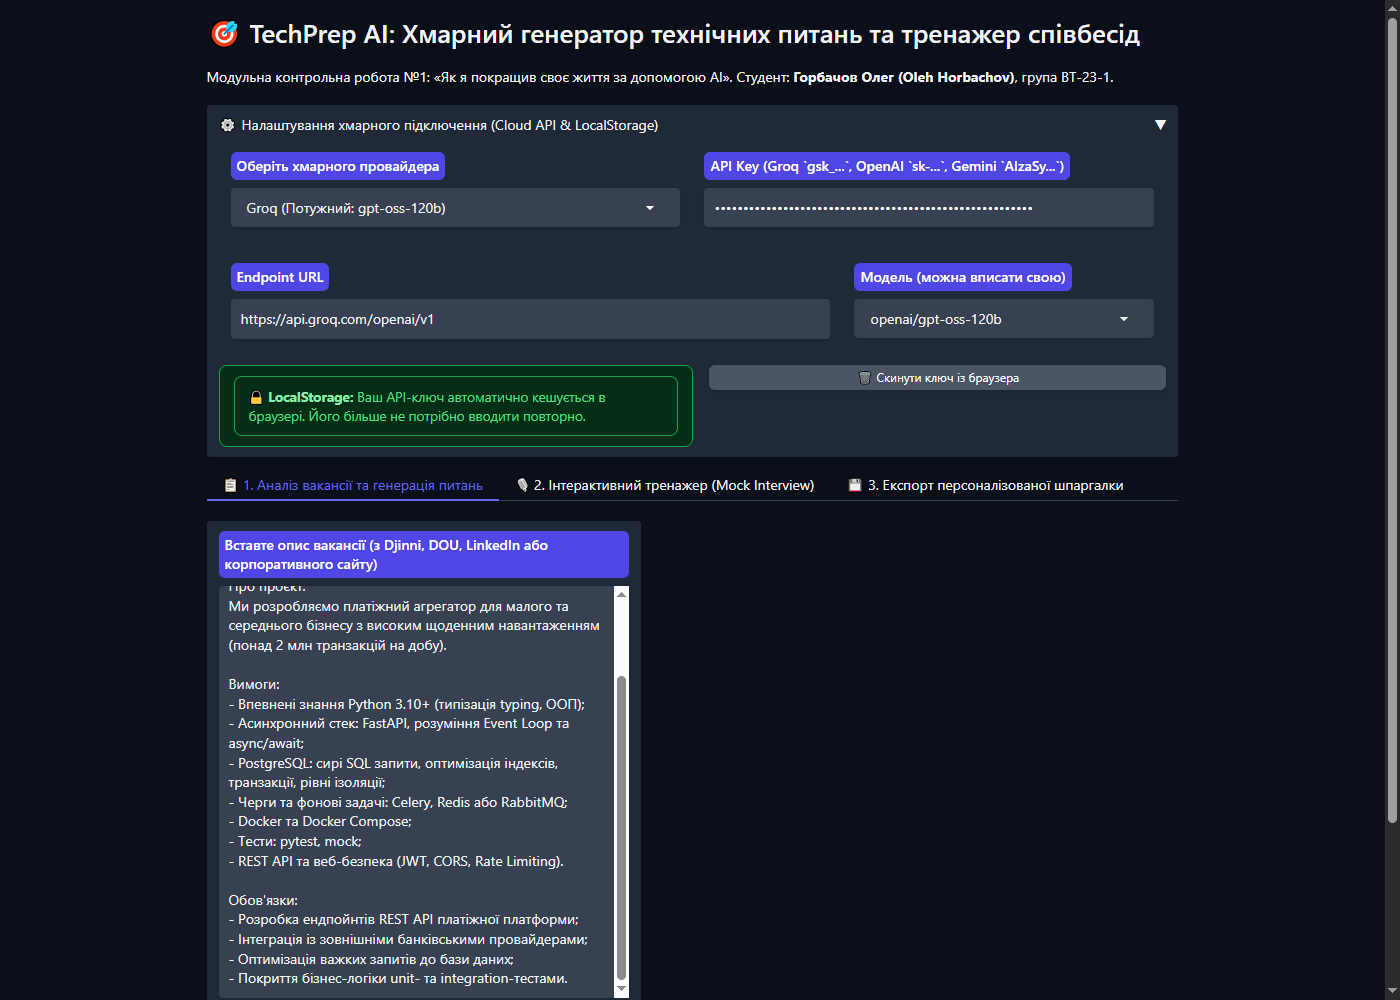 🎯 TechPrep AI: Хмарний генератор технічних питань та тренажер співбесід
Модульна контрольна робота №1: «Як я покращив своє життя за допомогою AI». Студент: Горбачов Олег (Oleh Horbachov), група ВТ-23-1.
⚙️ Налаштування хмарного підключення (Cloud API & LocalStorage) ▼
Оберіть хмарного провайдера
Groq (Потужний: gpt-oss-120b)
API Key (Groq `gsk_...`, OpenAI `sk-...`, Gemini `AIzaSy...`)
Endpoint URL
https://api.groq.com/openai/v1
Модель (можна вписати свою)
openai/gpt-oss-120b
🔒 LocalStorage: Ваш API-ключ автоматично кешується в
браузері. Його більше не потрібно вводити повторно.
🗑️ Скинути ключ із браузера
📋 1. Аналіз вакансії та генерація питань
🎙️ 2. Інтерактивний тренажер (Mock Interview)
💾 3. Експорт персоналізованої шпаргалки
Вставте опис вакансії (з Djinni, DOU, LinkedIn або
корпоративного сайту)
Про проєкт:
Ми розробляємо платіжний агрегатор для малого та
середнього бізнесу з високим щоденним навантаженням
(понад 2 млн транзакцій на добу).
Вимоги:
- Впевнені знання Python 3.10+ (типізація typing, ООП);
- Асинхронний стек: FastAPI, розуміння Event Loop та
async/await;
- PostgreSQL: сирі SQL запити, оптимізація індексів,
транзакції, рівні ізоляції;
- Черги та фонові задачі: Celery, Redis або RabbitMQ;
- Docker та Docker Compose;
- Тести: pytest, mock;
- REST API та веб-безпека (JWT, CORS, Rate Limiting).
Обов'язки:
- Розробка ендпойнтів REST API платіжної платформи;
- Інтеграція із зовнішніми банківськими провайдерами;
- Оптимізація важких запитів до бази даних;
- Покриття бізнес-логіки unit- та integration-тестами.